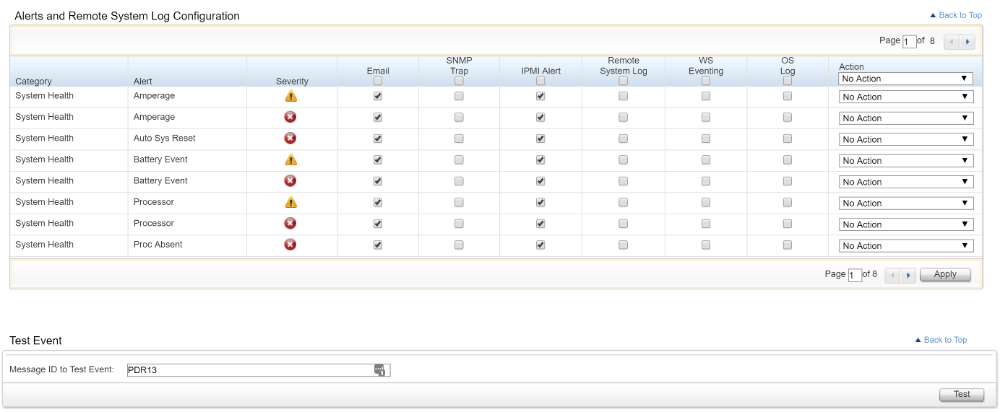 Alerts and Remote System Log Configuration
Back to Top
Page 1 of 8
Category Alert Severity Email SNMP Trap IPMI Alert Remote System Log WS Eventing OS Log Action
No Action
System Health Amperage No Action
System Health Amperage No Action
System Health Auto Sys Reset No Action
System Health Battery Event No Action
System Health Battery Event No Action
System Health Processor No Action
System Health Processor No Action
System Health Proc Absent No Action
Page 1 of 8 Apply
Test Event
Back to Top
Message ID to Test Event: PDR13 1
Test